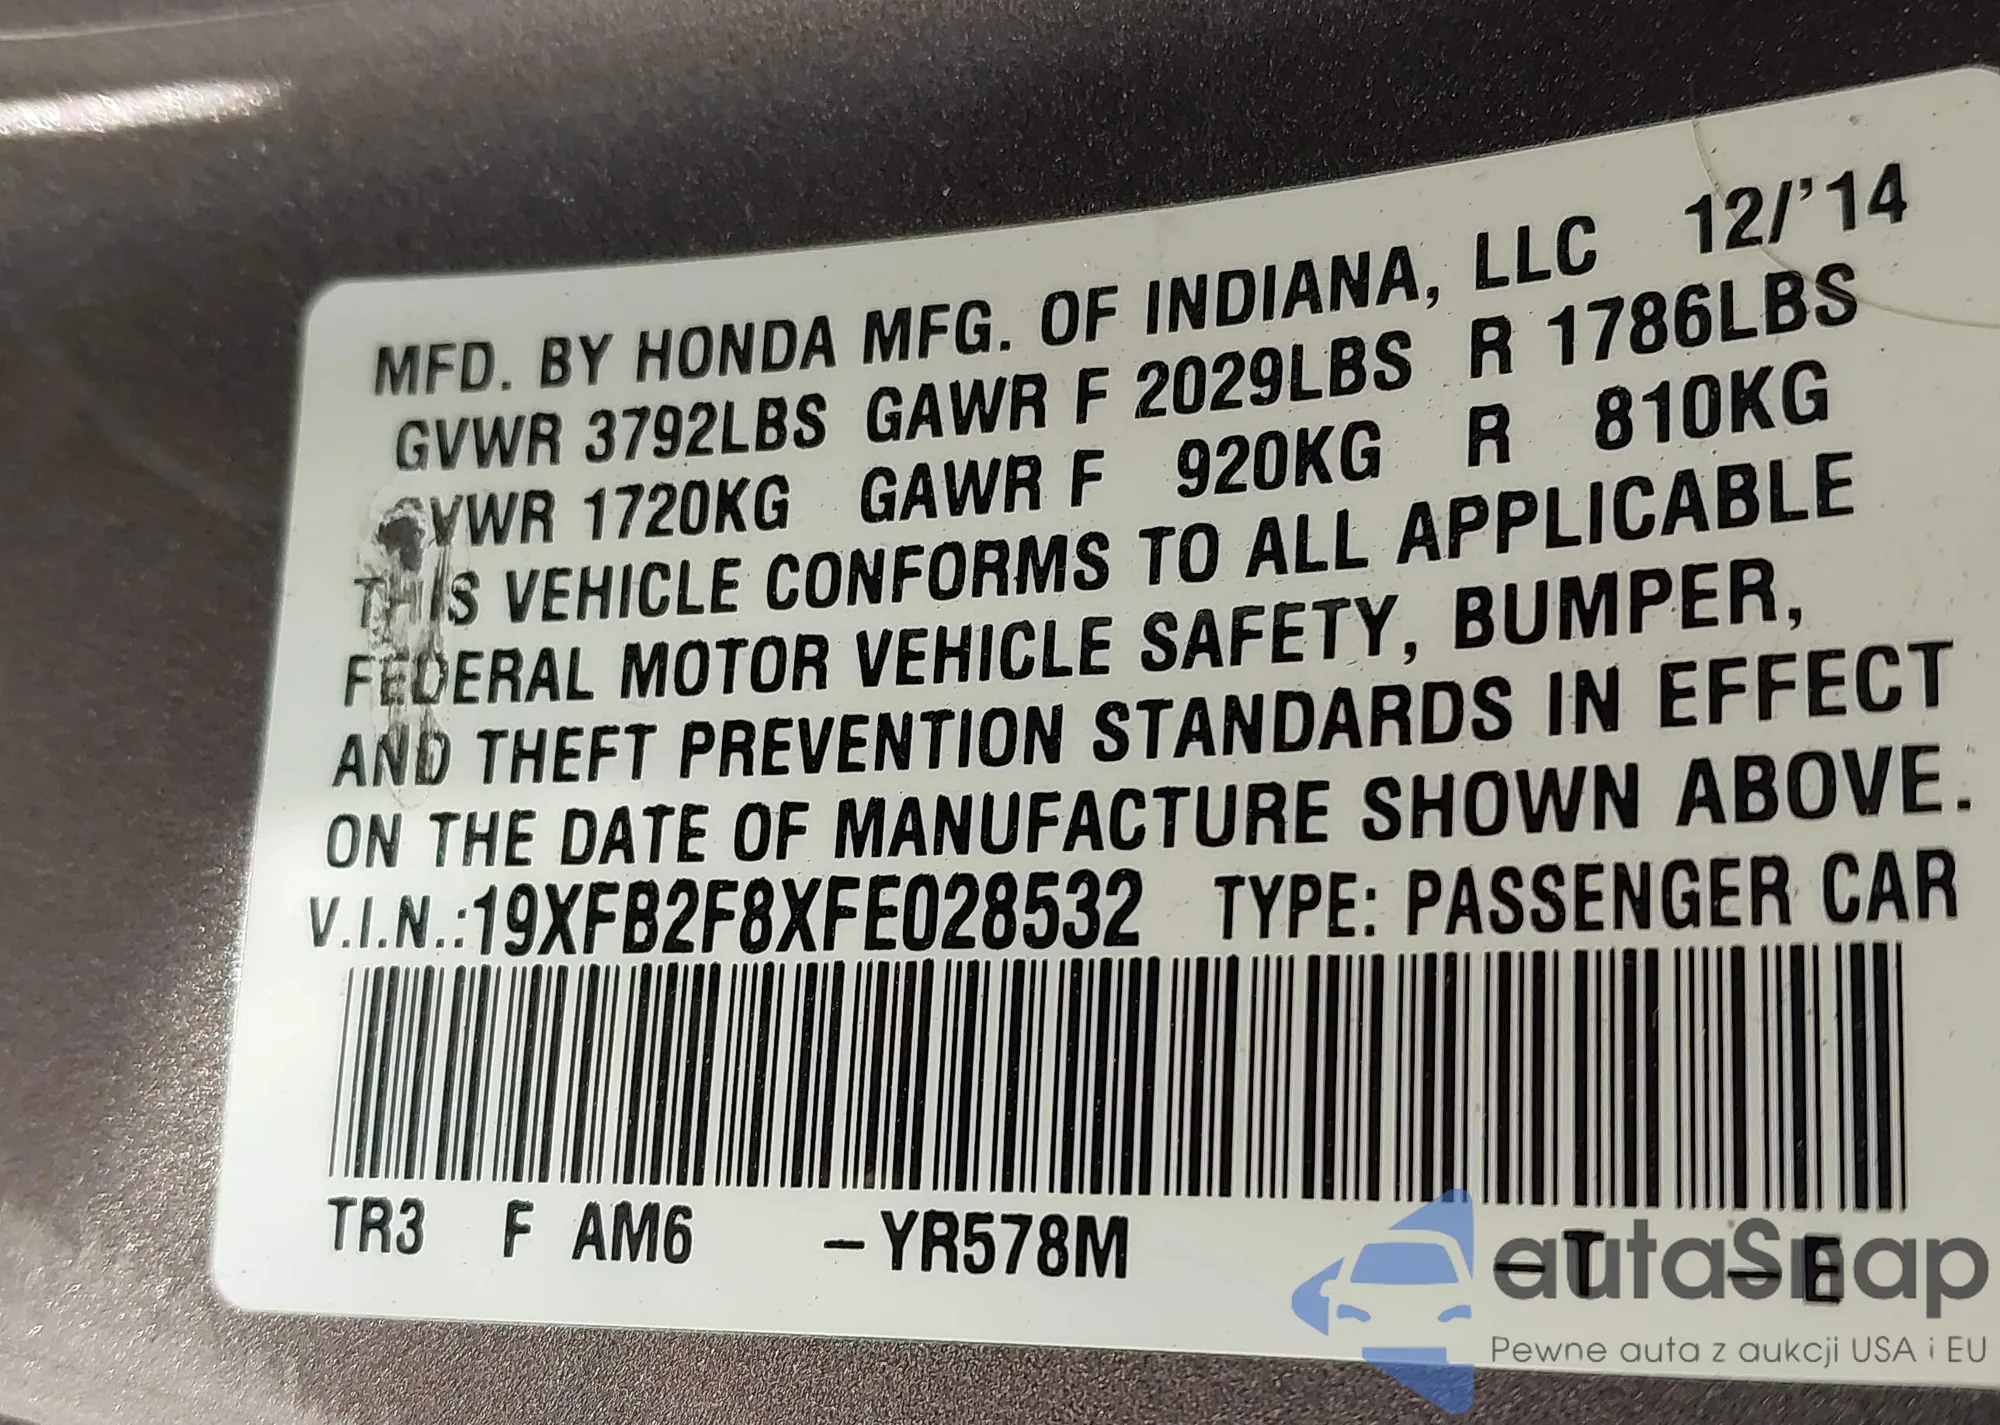 MFD. BY HONDA MFG. OF INDIANA, LLC 12/'14
GVWR 3792LBS GAWR F 2029LBS R 1786LBS
GVWR 1720KG GAWR F 920KG R 810KG
THIS VEHICLE CONFORMS TO ALL APPLICABLE
FEDERAL MOTOR VEHICLE SAFETY, BUMPER,
AND THEFT PREVENTION STANDARDS IN EFFECT
ON THE DATE OF MANUFACTURE SHOWN ABOVE.
V.I.N.:19XFB2F8XFE028532 TYPE: PASSENGER CAR
TR3 F AM6 –YR578M –T –E
autaSnap
Pewne auta z aukcji USA i EU